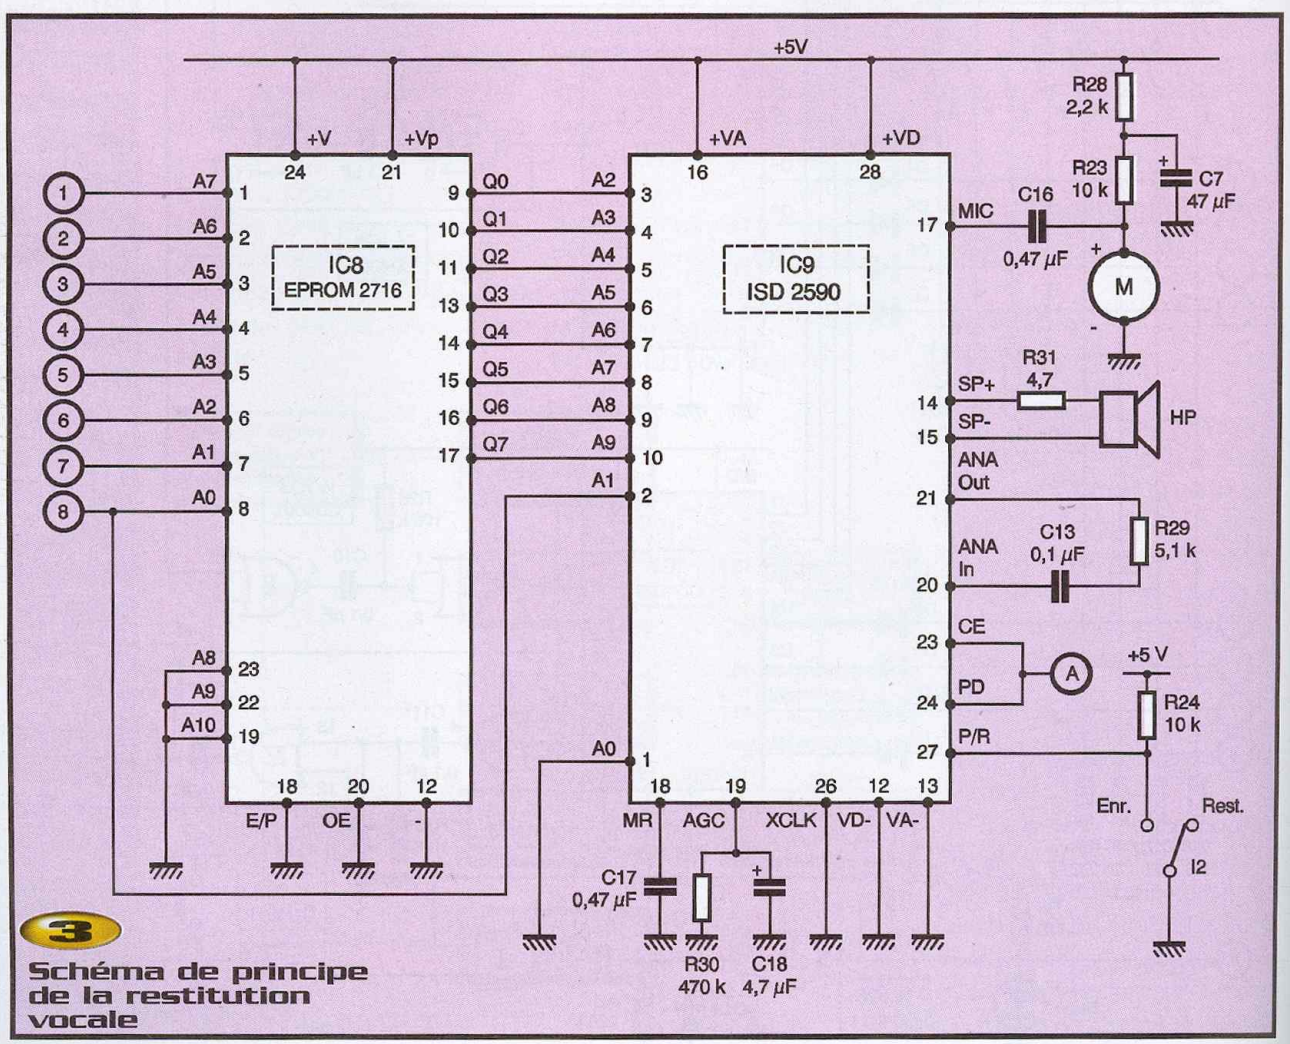 +5V
R28
2,2 k
+V
+Vp
+VA
+VD
24
21
16
28
R23
10 k
+
C7
47 µF
1
A7
1
9
Q0
A2
3
2
A6
2
10
Q1
A3
4
17
MIC
C16
0,47 µF
3
A5
3
IC8
EPROM 2716
11
Q2
A4
5
IC9
ISD 2590
+
M
-
13
Q3
A5
6
4
A4
4
14
Q4
A6
7
5
A3
5
15
Q5
A7
8
R31
4,7
SP+
14
6
A2
6
16
Q6
A8
9
SP-
15
HP
7
A1
7
17
Q7
A9
10
ANA
Out
21
8
A0
8
A1
2
R29
5,1 k
C13
0,1 µF
ANA
In
20
CE
23
A8
23
+5 V
A
A9
22
PD
24
R24
10 k
A10
19
P/R
27
A0
1
18
20
12
18
19
26
12
13
E/P
OE
-
MR
AGC
XCLK
VD-
VA-
Enr.
Rest.
I2
C17
0,47 µF
+
R30
470 k
C18
4,7 µF
3
Schéma de principe
de la restitution
vocale